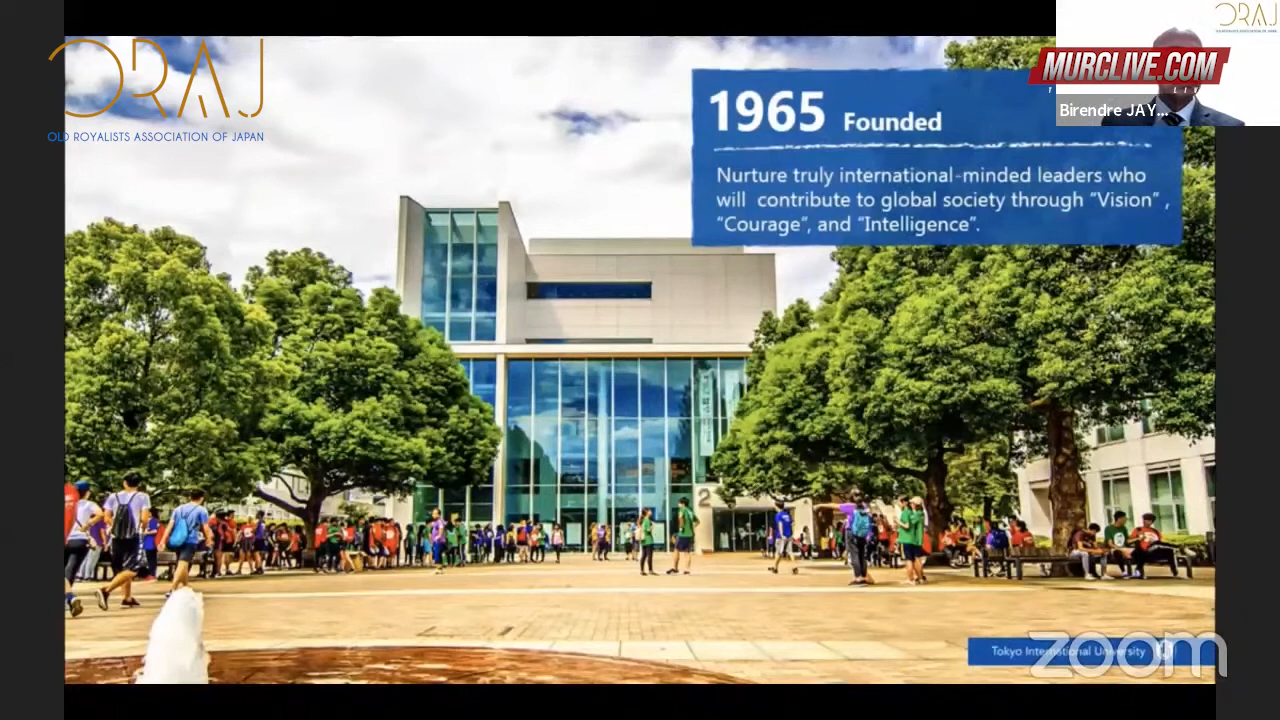 ORAJ
OLD ROYALISTS ASSOCIATION OF JAPAN
ORAJ
MURCLIVE.COM
Birendre JAY...
1965 Founded
Nurture truly international-minded leaders who
will contribute to global society through “Vision” ,
“Courage”, and “Intelligence”.
2
Tokyo International University
zoom